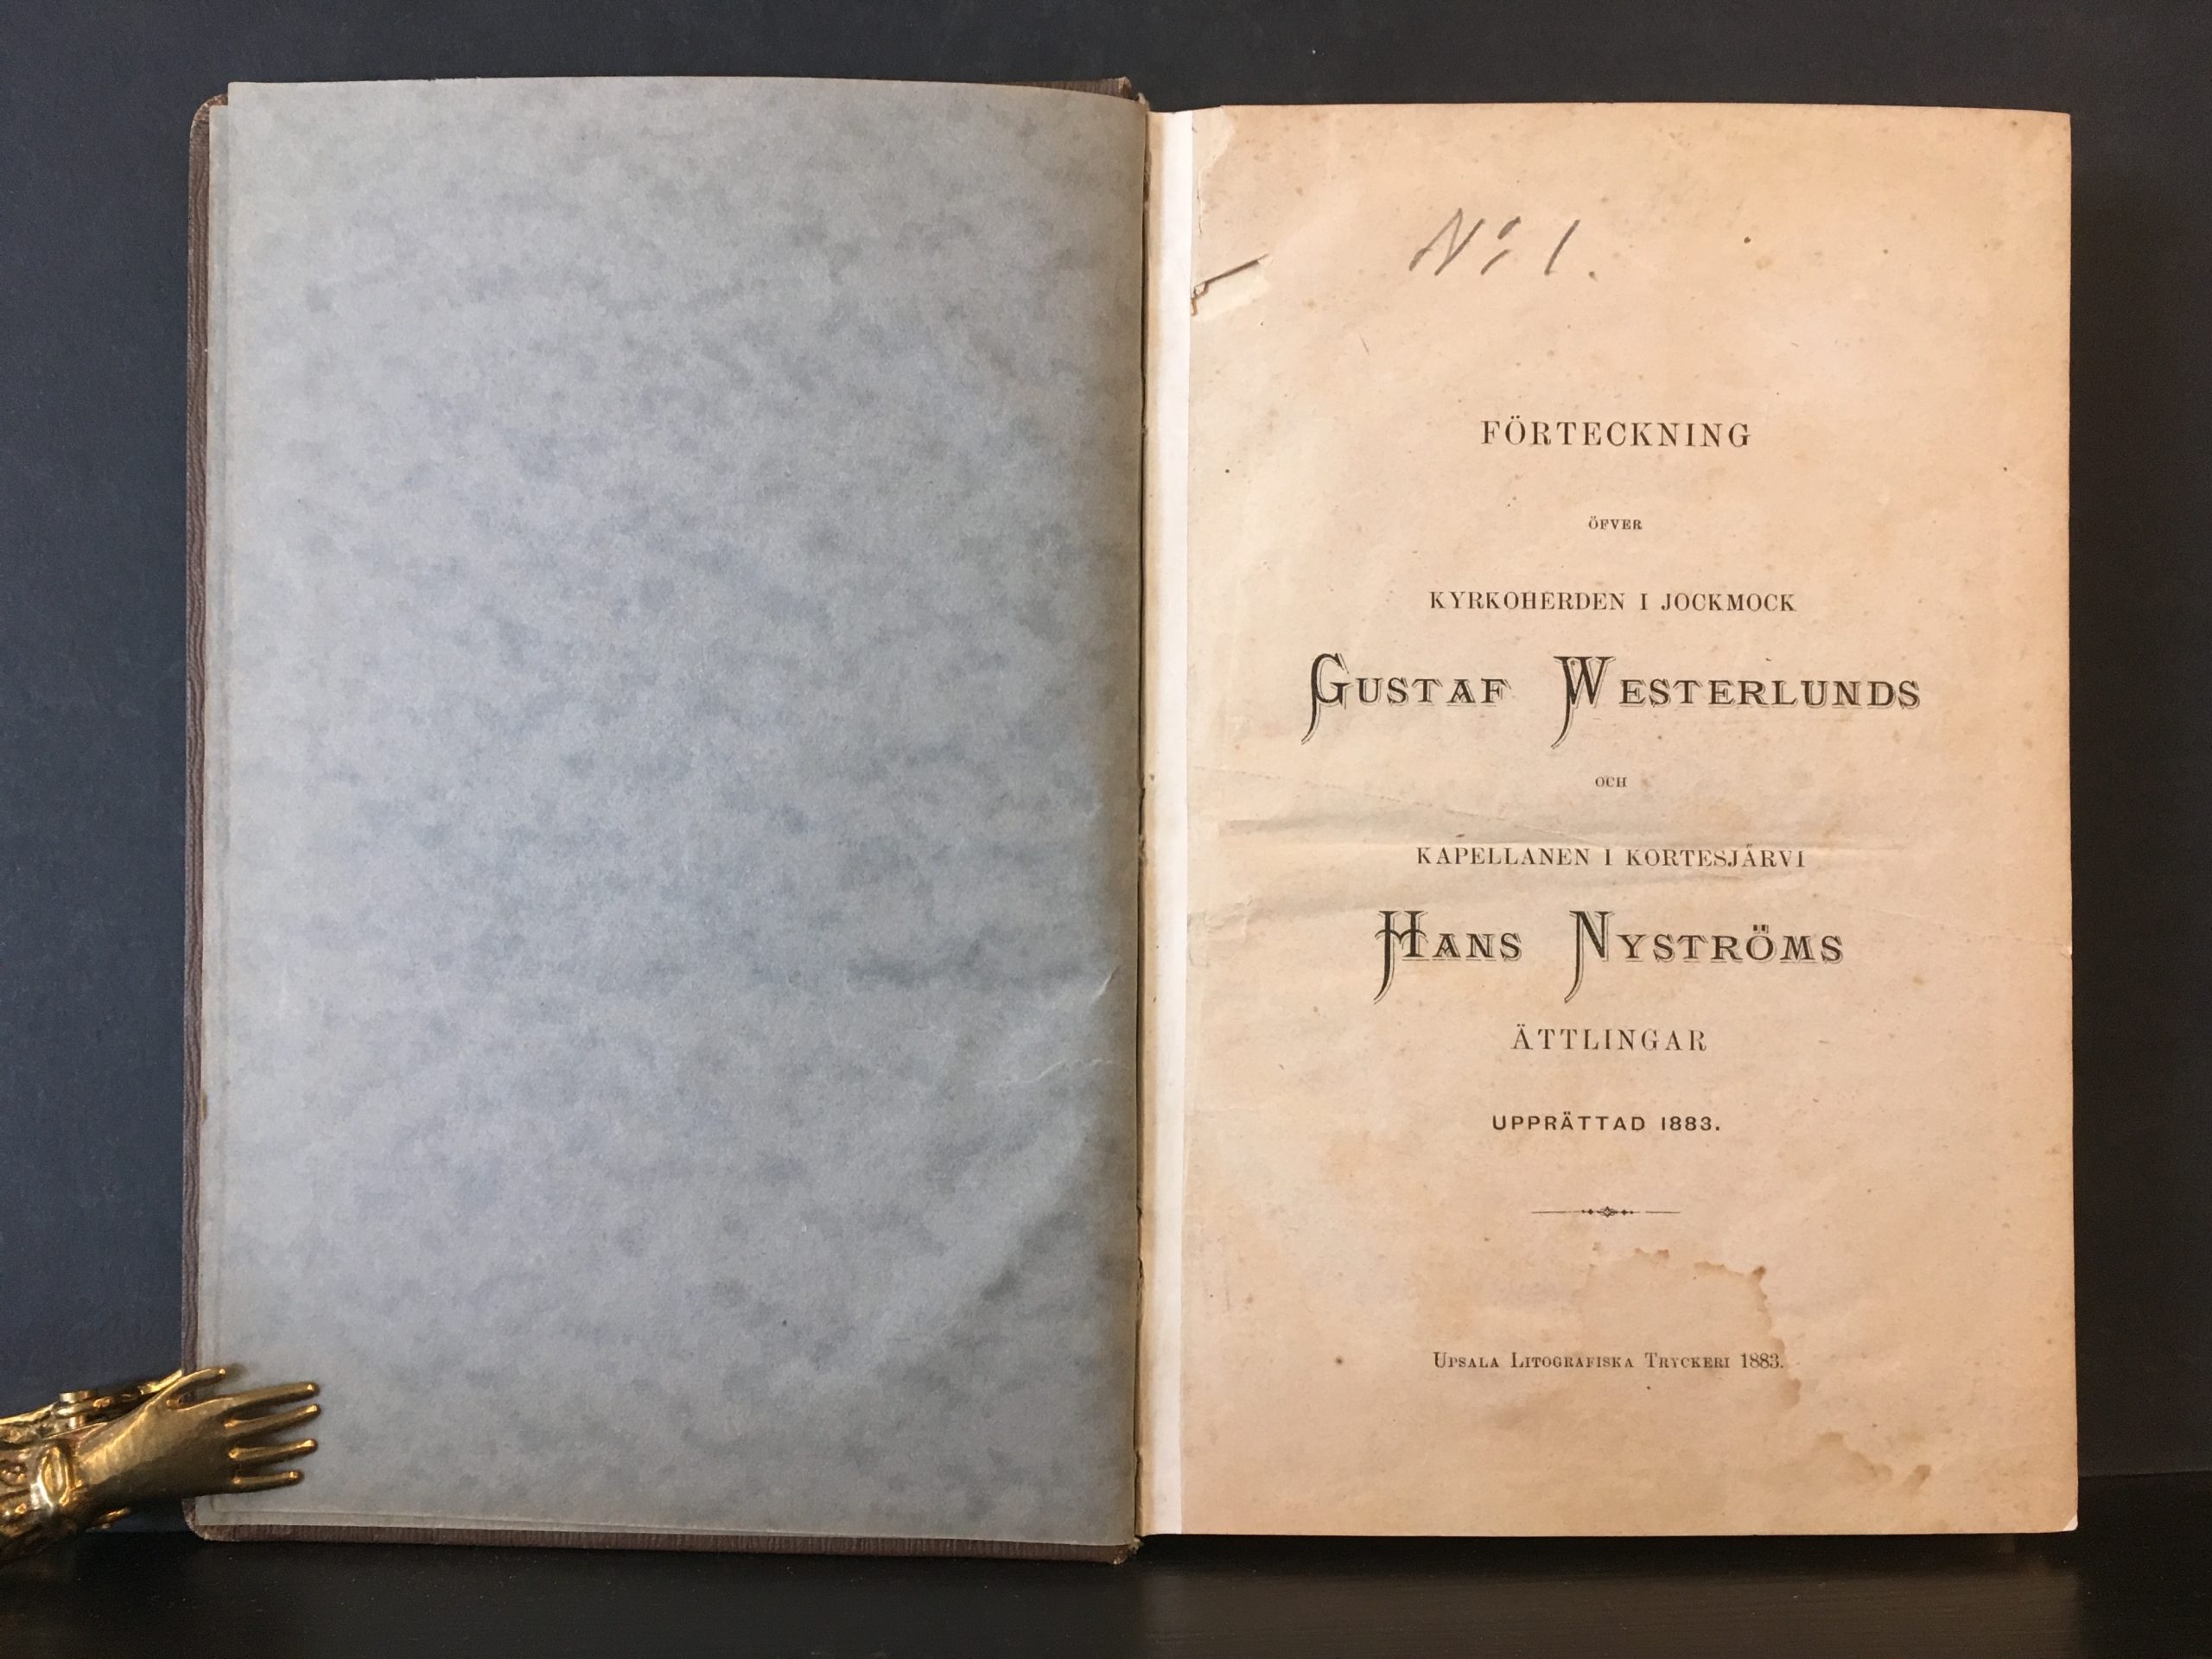 N:1.
FÖRTECKNING
ÖFVER
KYRKOHERDEN I JOCKMOCK
GUSTAF WESTERLUNDS
OCH
KAPELLANEN I KORTESJÄRVI
HANS NYSTRÖMS
ÄTTLINGAR
UPPRÄTTAD 1883.
UPSALA LITOGRAFISKA TRYCKERI 1883.